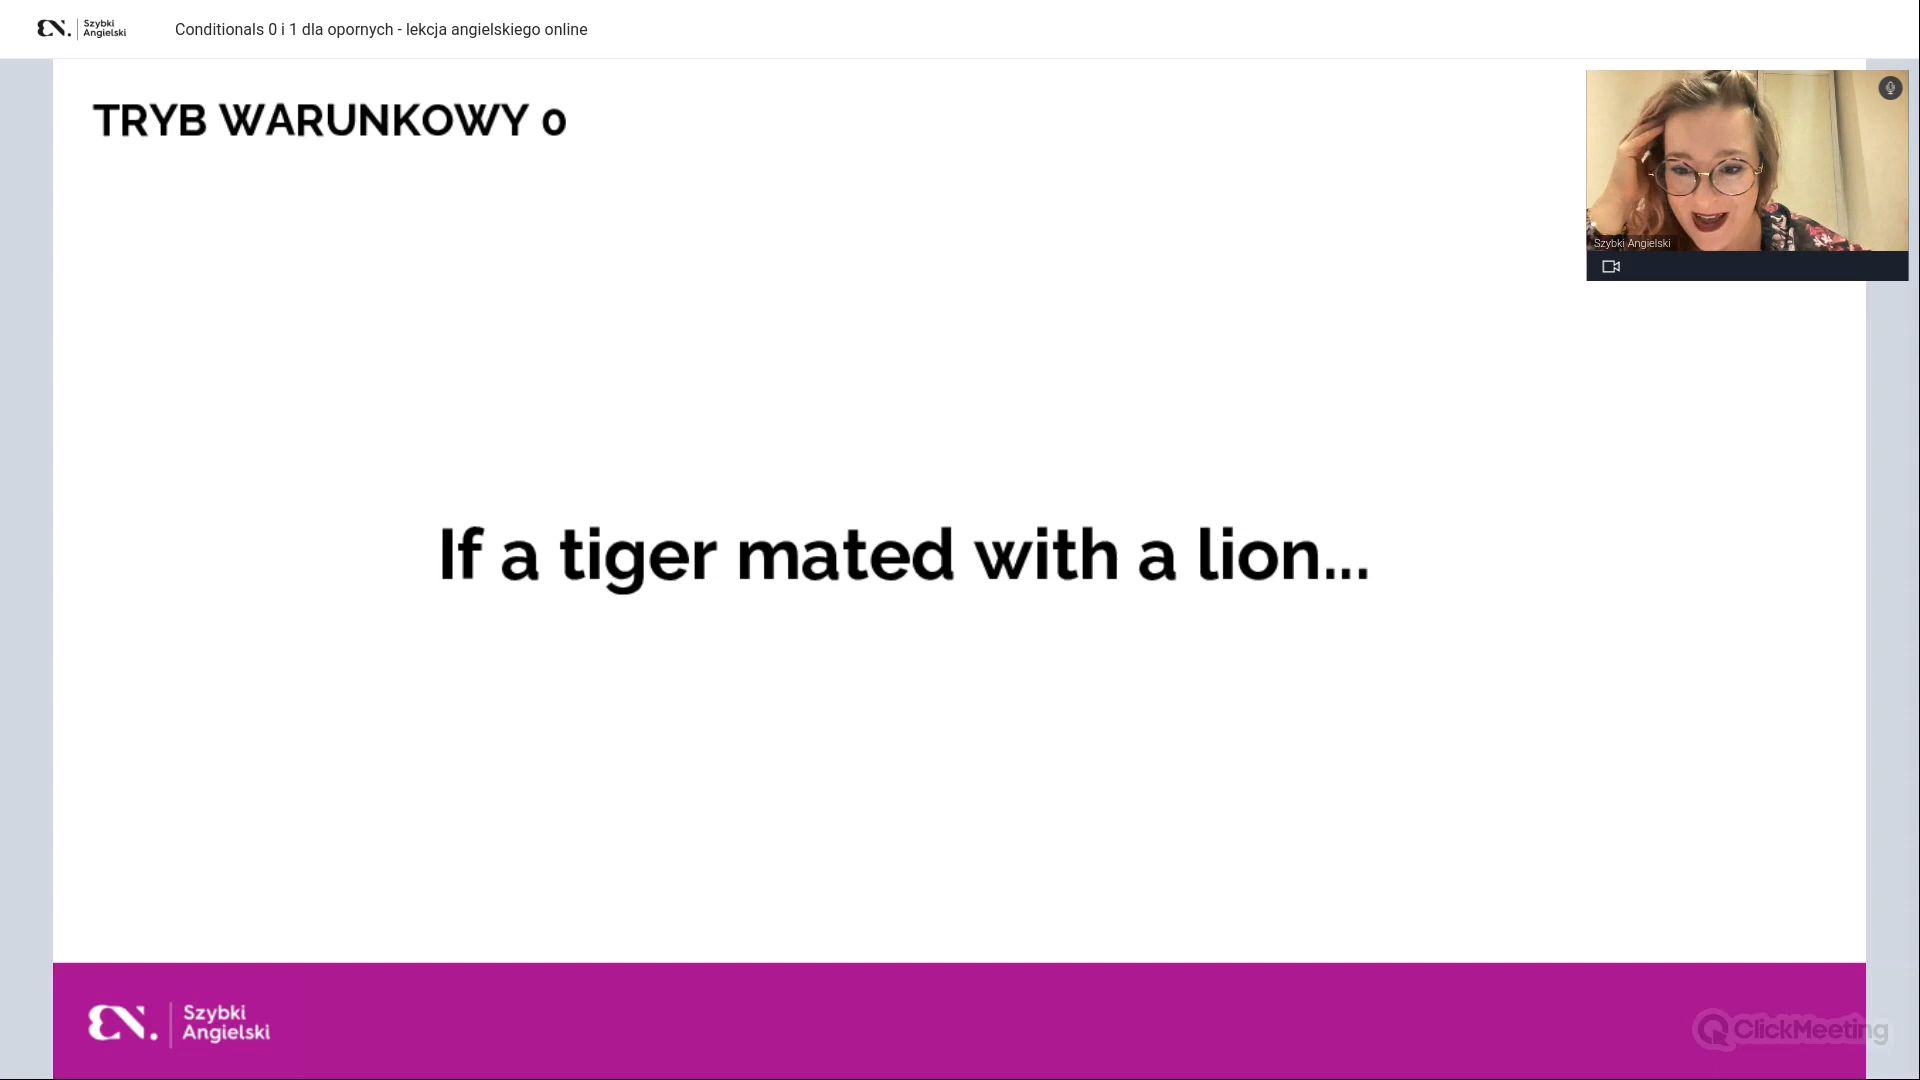 Szybki
Angielski
Conditionals 0 i 1 dla opornych - lekcja angielskiego online
TRYB WARUNKOWY 0
Szybki Angielski
If a tiger mated with a lion...
Szybki
Angielski
ClickMeeting